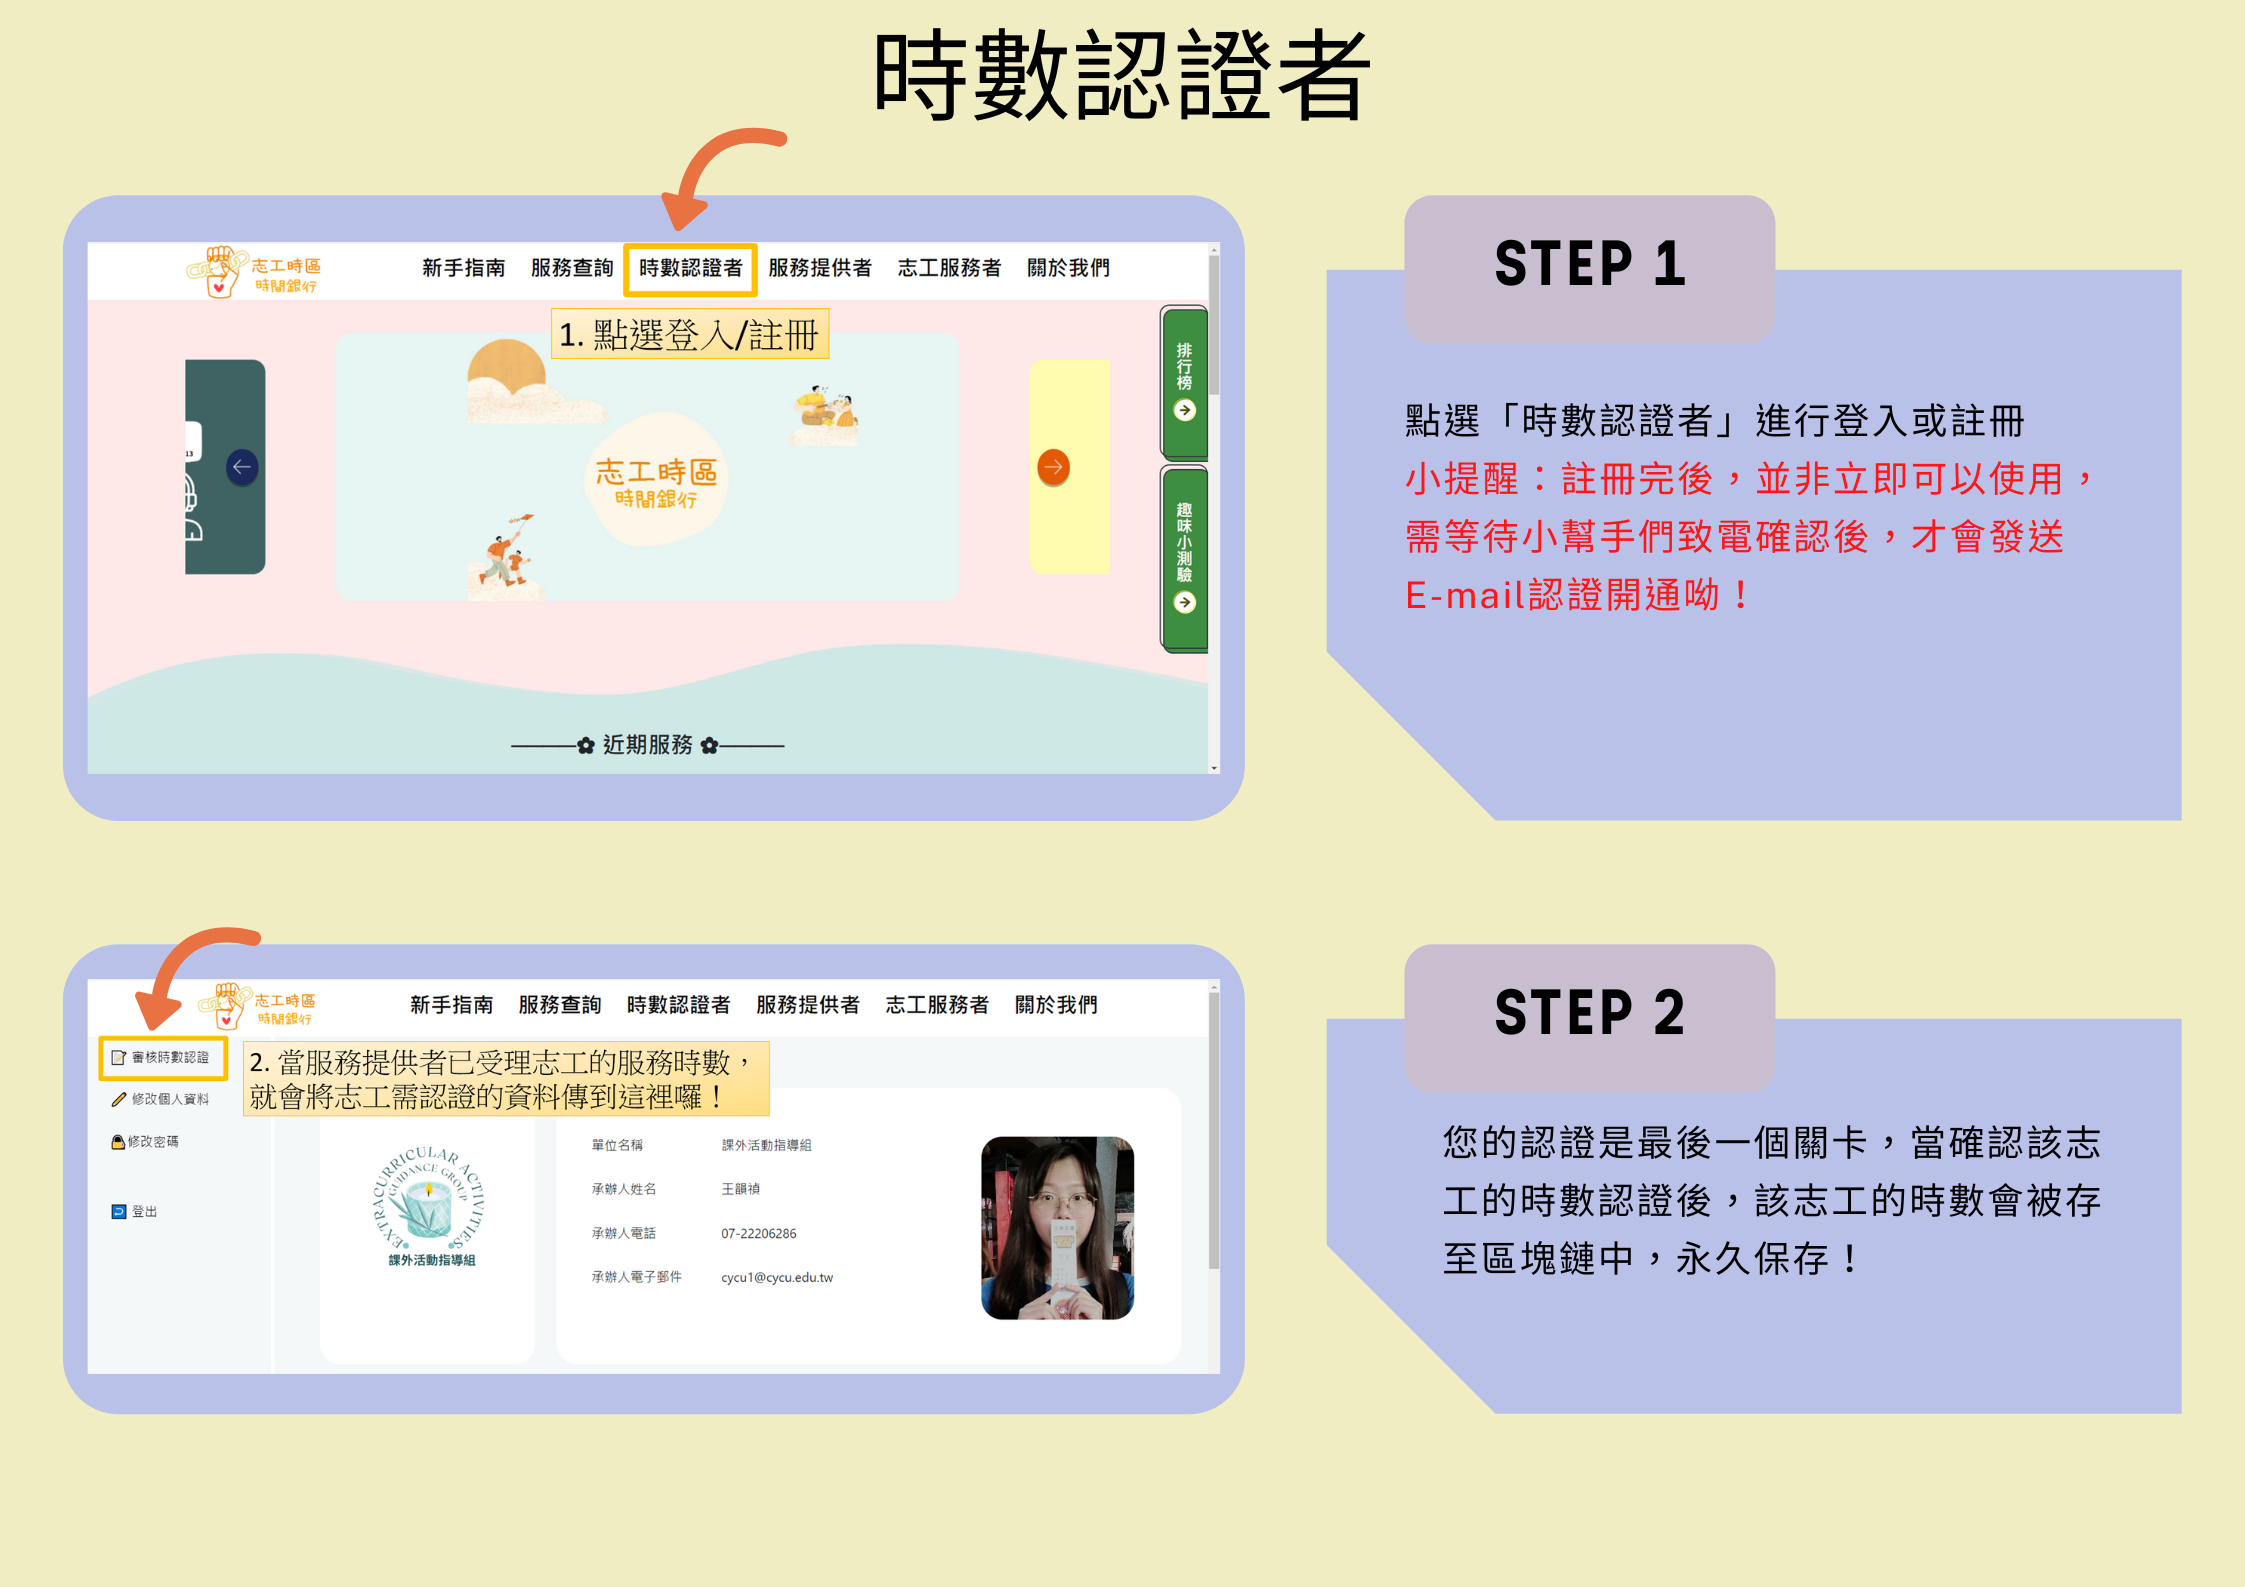 時數認證者
志工時區
時間銀行
新手指南 服務查詢 時數認證者 服務提供者 志工服務者 關於我們
1. 點選登入/註冊
排行榜
13
志工時區
時間銀行
趣味小測驗
近期服務
STEP 1
點選「時數認證者」進行登入或註冊
小提醒：註冊完後，並非立即可以使用，
需等待小幫手們致電確認後，才會發送
E-mail認證開通呦！
志工時區
時間銀行
新手指南 服務查詢 時數認證者 服務提供者 志工服務者 關於我們
審核時數認證
修改個人資料
修改密碼
登出
2. 當服務提供者已受理志工的服務時數，
就會將志工需認證的資料傳到這裡囉！
EXTRACURRICULAR ACTIVITIES
GUIDANCE GROUP
課外活動指導組
單位名稱 課外活動指導組
承辦人姓名 王韻禎
承辦人電話 07-22206286
承辦人電子郵件 cycu1@cycu.edu.tw
STEP 2
您的認證是最後一個關卡，當確認該志
工的時數認證後，該志工的時數會被存
至區塊鏈中，永久保存！